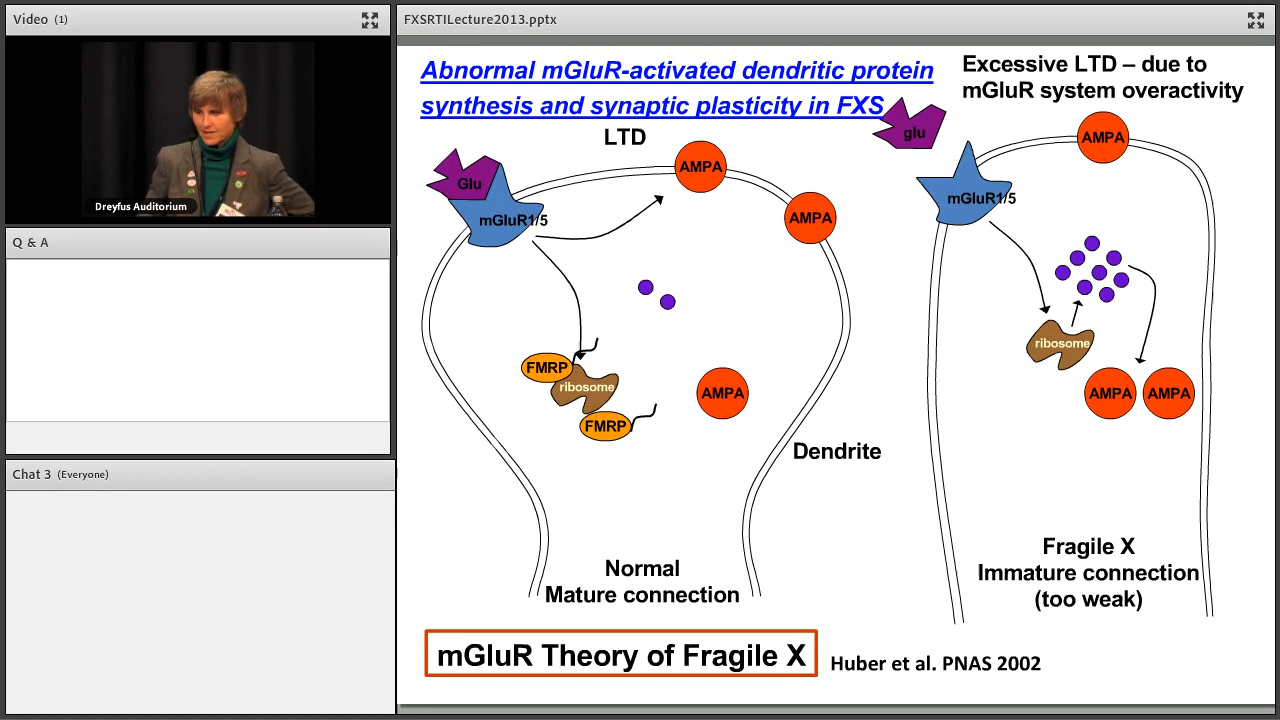 Video (1)
Dreyfus Auditorium
Q & A
Chat 3 (Everyone)
FXSRTILecture2013.pptx
Abnormal mGluR-activated dendritic protein
synthesis and synaptic plasticity in FXS
LTD
Glu
mGluR1/5
AMPA
AMPA
FMRP
ribosome
FMRP
AMPA
Dendrite
Normal
Mature connection
Excessive LTD – due to
mGluR system overactivity
glu
mGluR1/5
AMPA
ribosome
AMPA
AMPA
Fragile X
Immature connection
(too weak)
mGluR Theory of Fragile X
Huber et al. PNAS 2002